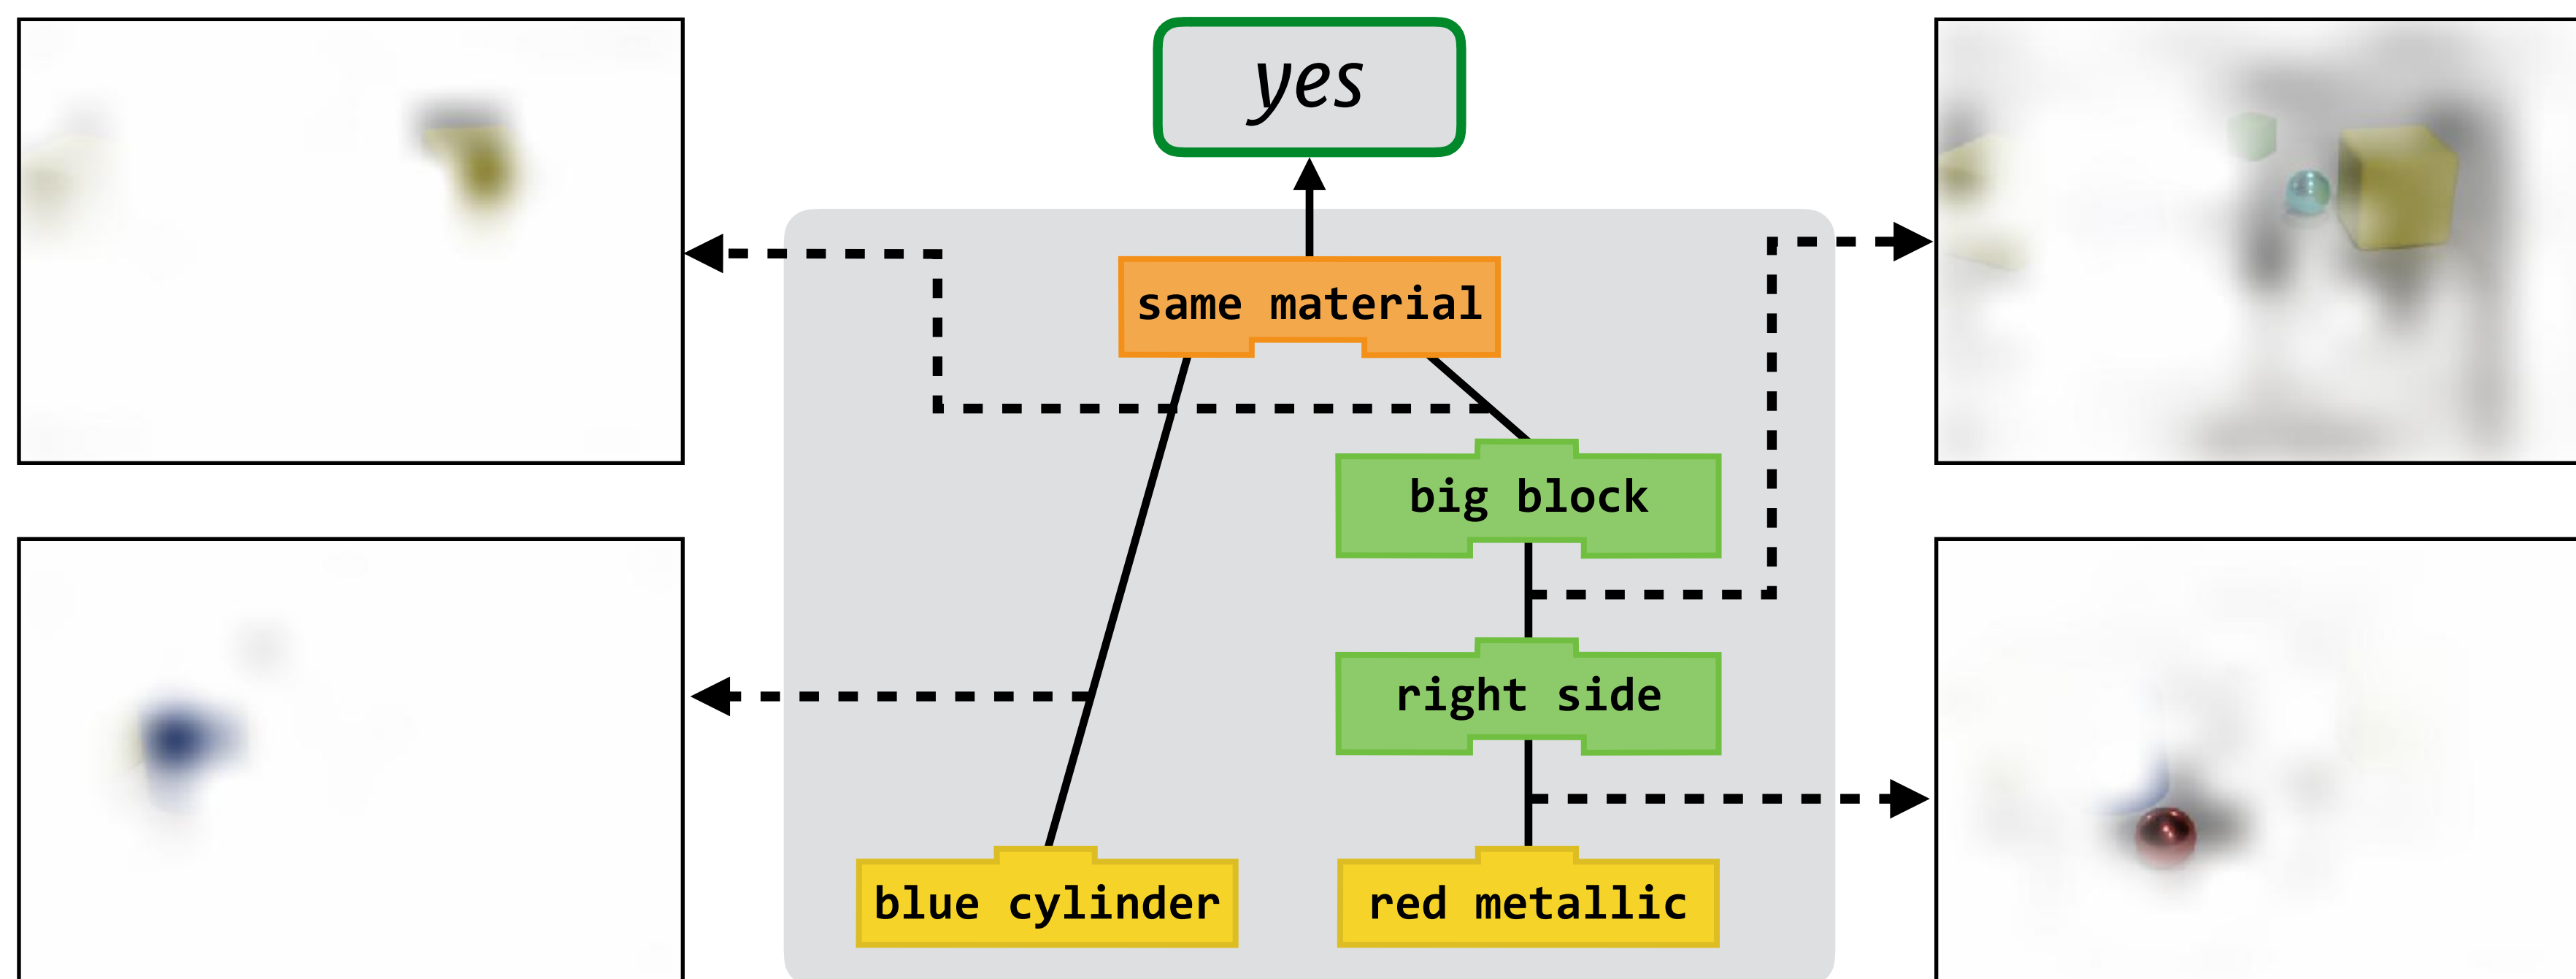 yes
same material
big block
right side
blue cylinder
red metallic